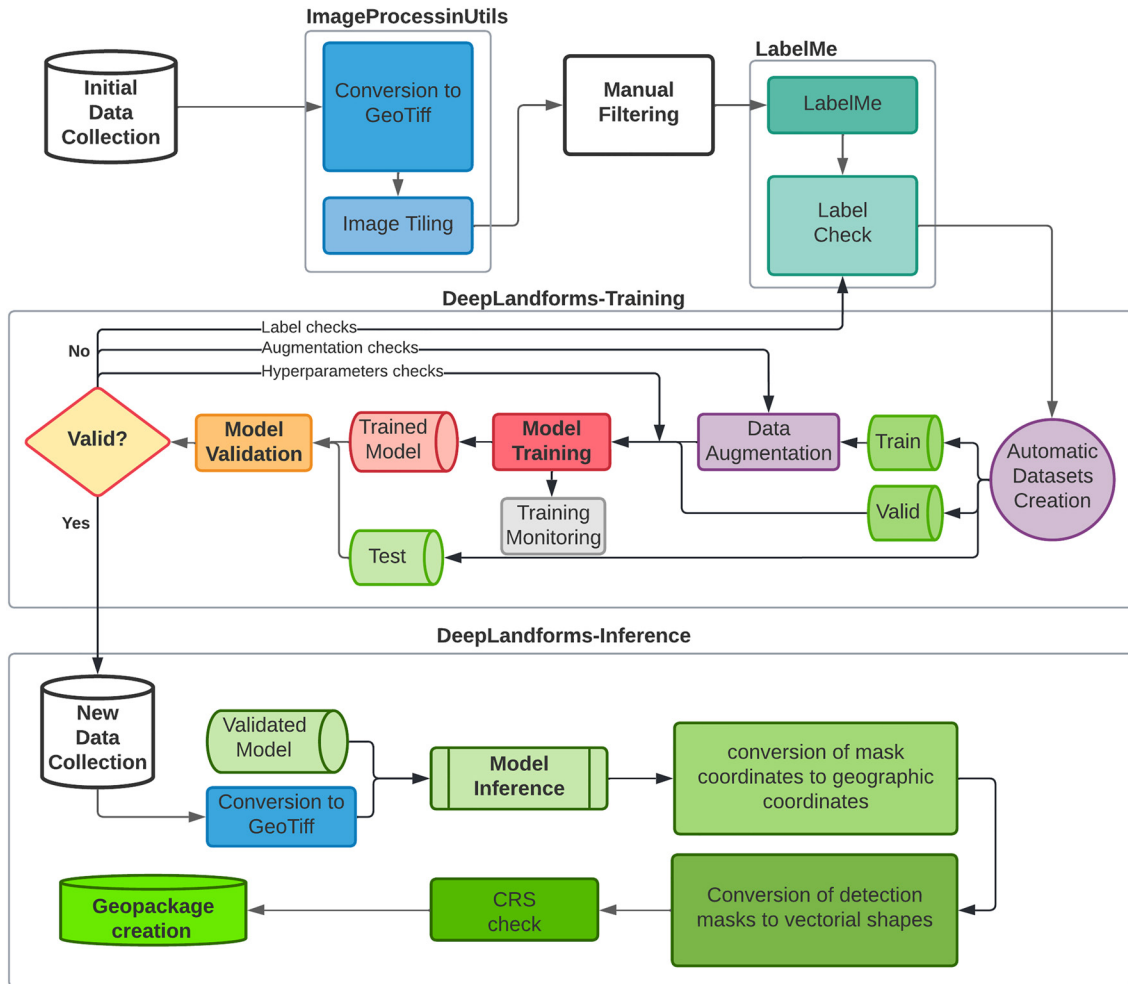 ImageProcessinUtils
Initial
Data
Collection
Conversion to
GeoTiff
Image Tiling
Manual
Filtering
LabelMe
LabelMe
Label
Check
DeepLandforms-Training
Label checks
No
Augmentation checks
Hyperparameters checks
Valid?
Model
Validation
Trained
Model
Model
Training
Data
Augmentation
Train
Automatic
Datasets
Creation
Training
Monitoring
Valid
Yes
Test
DeepLandforms-Inference
New
Data
Collection
Validated
Model
Conversion to
GeoTiff
Model
Inference
conversion of mask
coordinates to geographic
coordinates
Conversion of detection
masks to vectorial shapes
CRS
check
Geopackage
creation